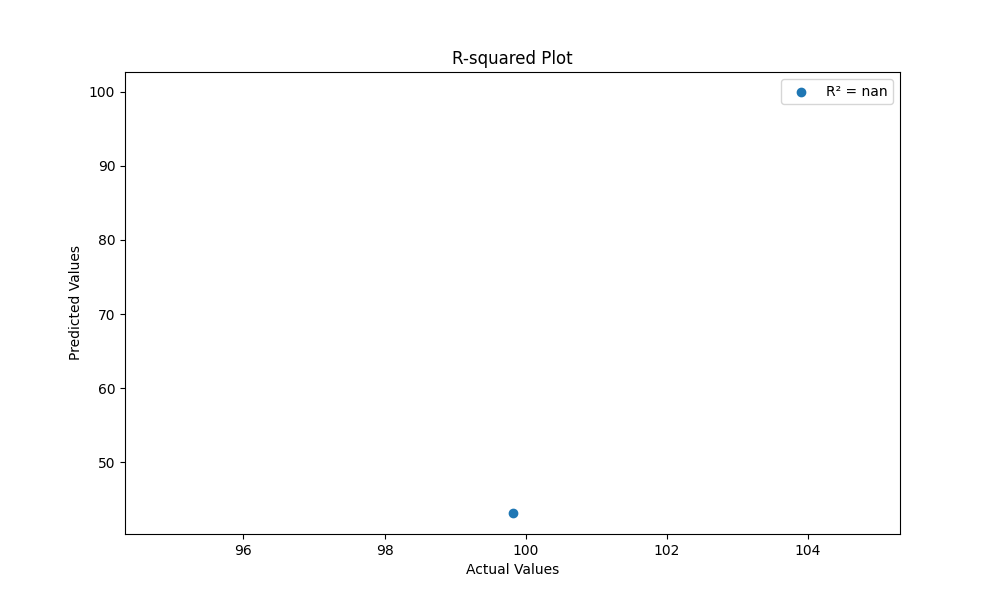 R-squared Plot
R² = nan
100
90
80
70
60
50
Predicted Values
96
98
100
102
104
Actual Values